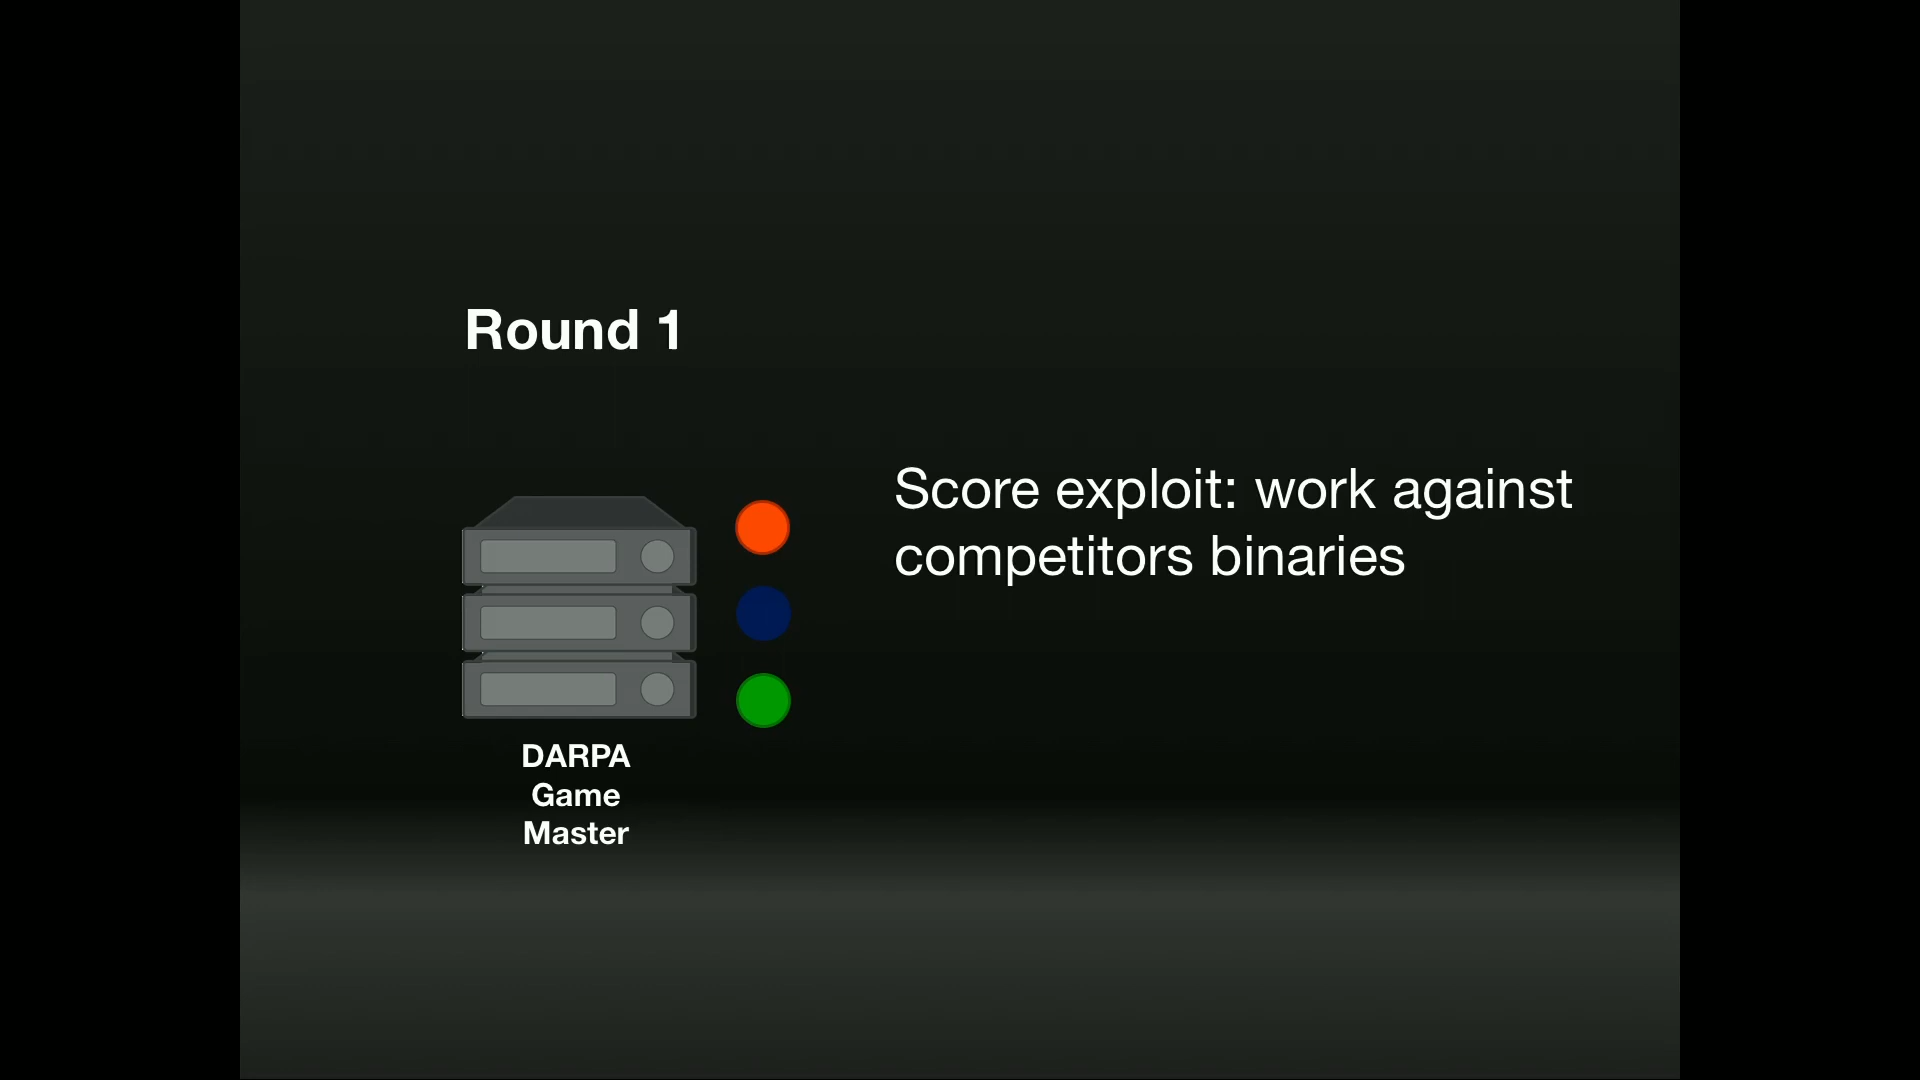 Round 1
Score exploit: work against
competitors binaries
DARPA
Game
Master